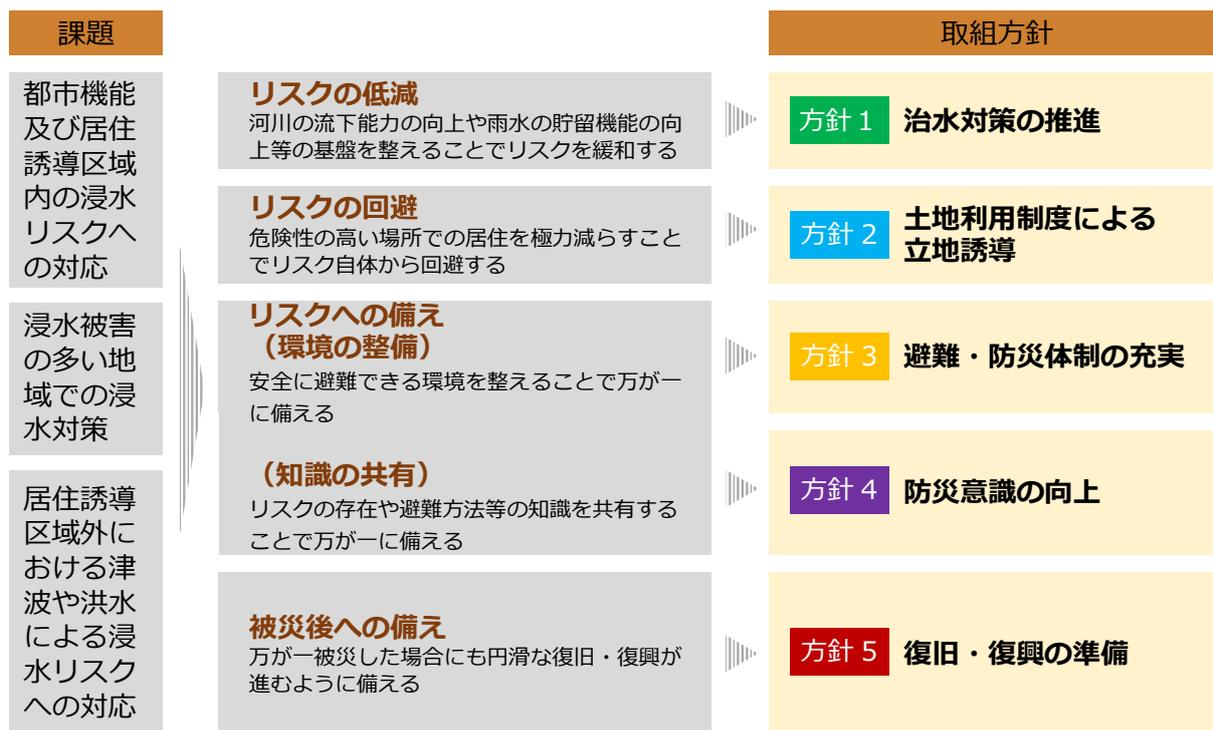 課題
都市機能
及び居住
誘導区域
内の浸水
リスクへ
の対応
浸水被害
の多い地
域での浸
水対策
居住誘導
区域外に
おける津
波や洪水
による浸
水リスク
への対応
リスクの低減
河川の流下能力の向上や雨水の貯留機能の向
上等の基盤を整えることでリスクを緩和する
リスクの回避
危険性の高い場所での居住を極力減らすこと
でリスク自体から回避する
リスクへの備え
（環境の整備）
安全に避難できる環境を整えることで万が一
に備える
（知識の共有）
リスクの存在や避難方法等の知識を共有する
ことで万が一に備える
被災後への備え
万が一被災した場合にも円滑な復旧・復興が
進むように備える
取組方針
方針１ 治水対策の推進
方針２ 土地利用制度による
立地誘導
方針３ 避難・防災体制の充実
方針４ 防災意識の向上
方針５ 復旧・復興の準備